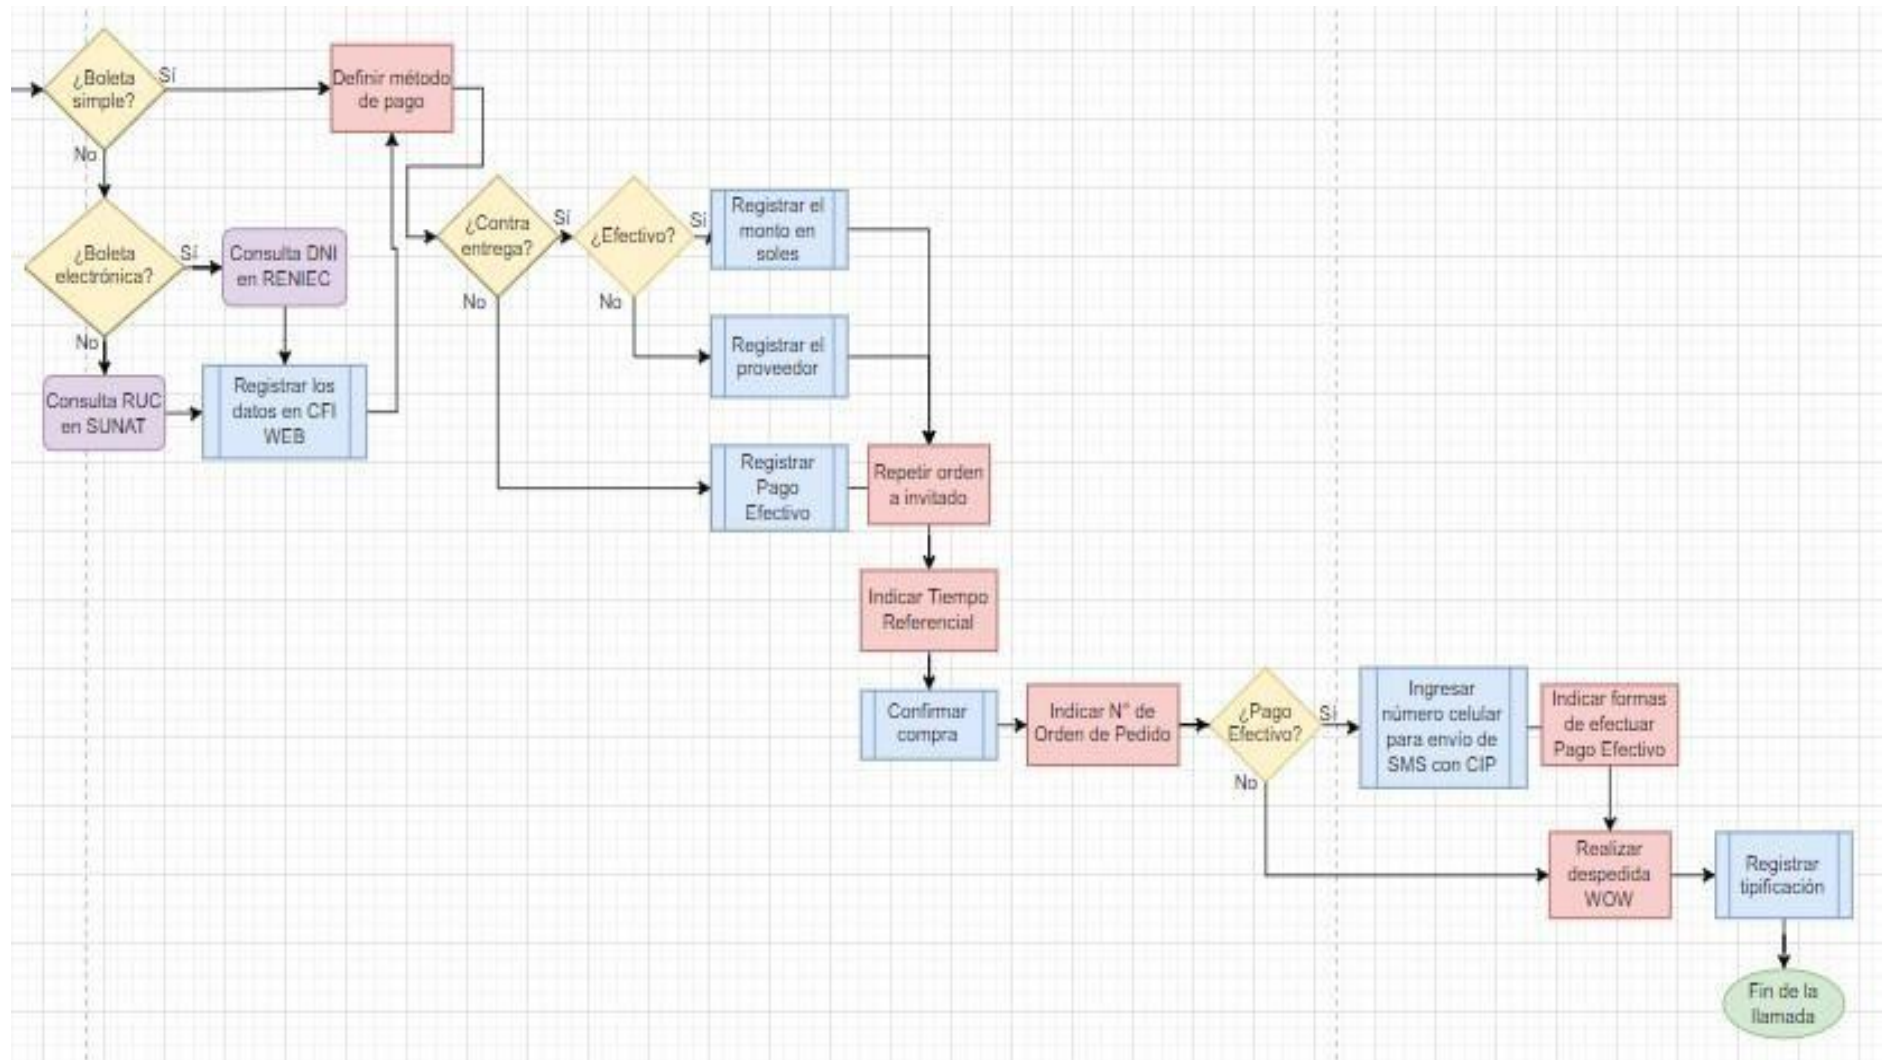 ¿Boleta
simple?
Sí
No
Definir método
de pago
¿Boleta
electrónica?
Sí
No
Consulta DNI
en RENIEC
Consulta RUC
en SUNAT
Registrar los
datos en CFI
WEB
¿Contra
entrega?
Sí
No
¿Efectivo?
Sí
No
Registrar el
monto en
soles
Registrar el
proveedor
Registrar
Pago
Efectivo
Repetir orden
a invitado
Indicar Tiempo
Referencial
Confirmar
compra
Indicar N° de
Orden de Pedido
¿Pago
Efectivo?
Sí
No
Ingresar
número celular
para envío de
SMS con CIP
Indicar formas
de efectuar
Pago Efectivo
Realizar
despedida
WOW
Registrar
tipificación
Fin de la
llamada